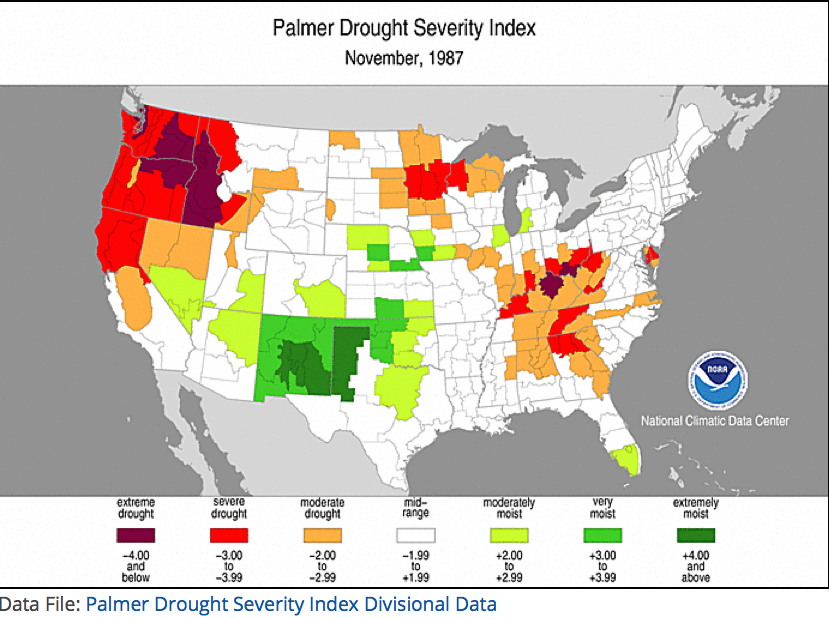 Palmer Drought Severity Index
November, 1987
NOAA
National Climatic Data Center
extreme drought
severe drought
moderate drought
mid-range
moderately moist
very moist
extremely moist
−4.00 and below
−3.00 to −3.99
−2.00 to −2.99
−1.99 to +1.99
+2.00 to +2.99
+3.00 to +3.99
+4.00 and above
Data File: Palmer Drought Severity Index Divisional Data